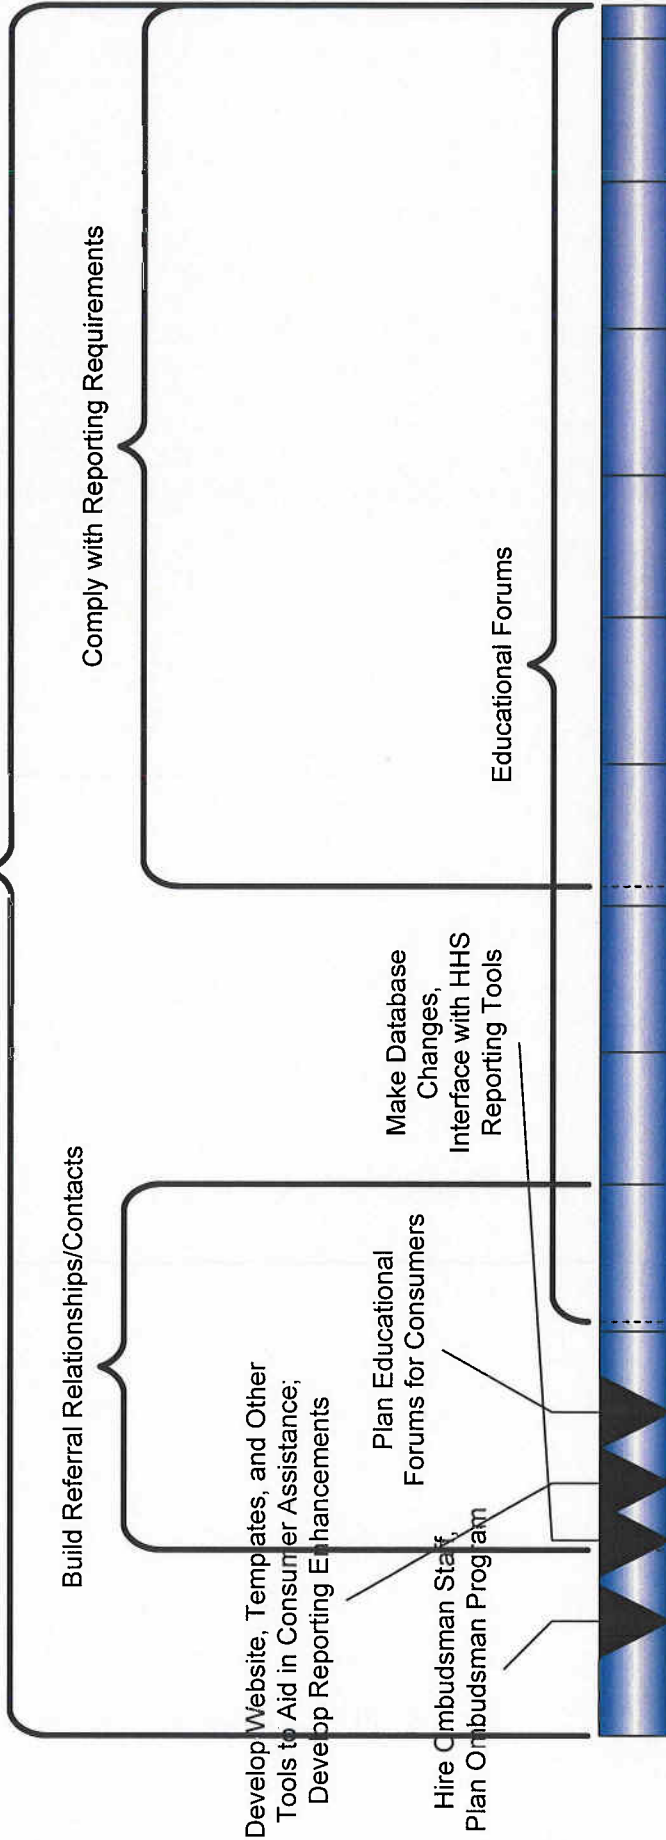 Build Referral Relationships/Contacts
Comply with Reporting Requirements
Develop Website, Templates, and Other
Tools to Aid in Consumer Assistance;
Develop Reporting Enhancements
Plan Educational
Forums for Consumers
Make Database
Changes,
Interface with HHS
Reporting Tools
Hire Ombudsman Staff,
Plan Ombudsman Program
Educational Forums